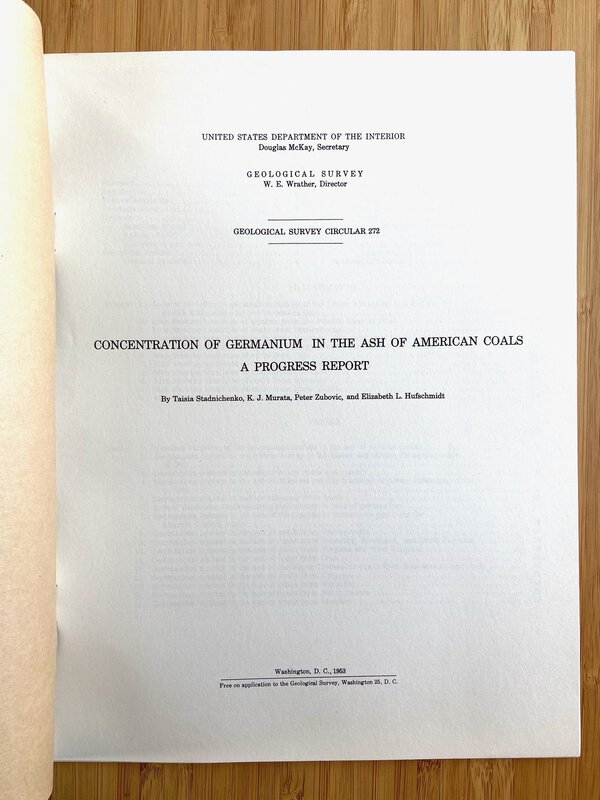 UNITED STATES DEPARTMENT OF THE INTERIOR
Douglas McKay, Secretary
GEOLOGICAL SURVEY
W. E. Wrather, Director
GEOLOGICAL SURVEY CIRCULAR 272
CONCENTRATION OF GERMANIUM IN THE ASH OF AMERICAN COALS
A PROGRESS REPORT
By Taisia Stadnichenko, K. J. Murata, Peter Zubovic, and Elizabeth L. Hufschmidt
Washington, D. C., 1953
Free on application to the Geological Survey, Washington 25, D. C.